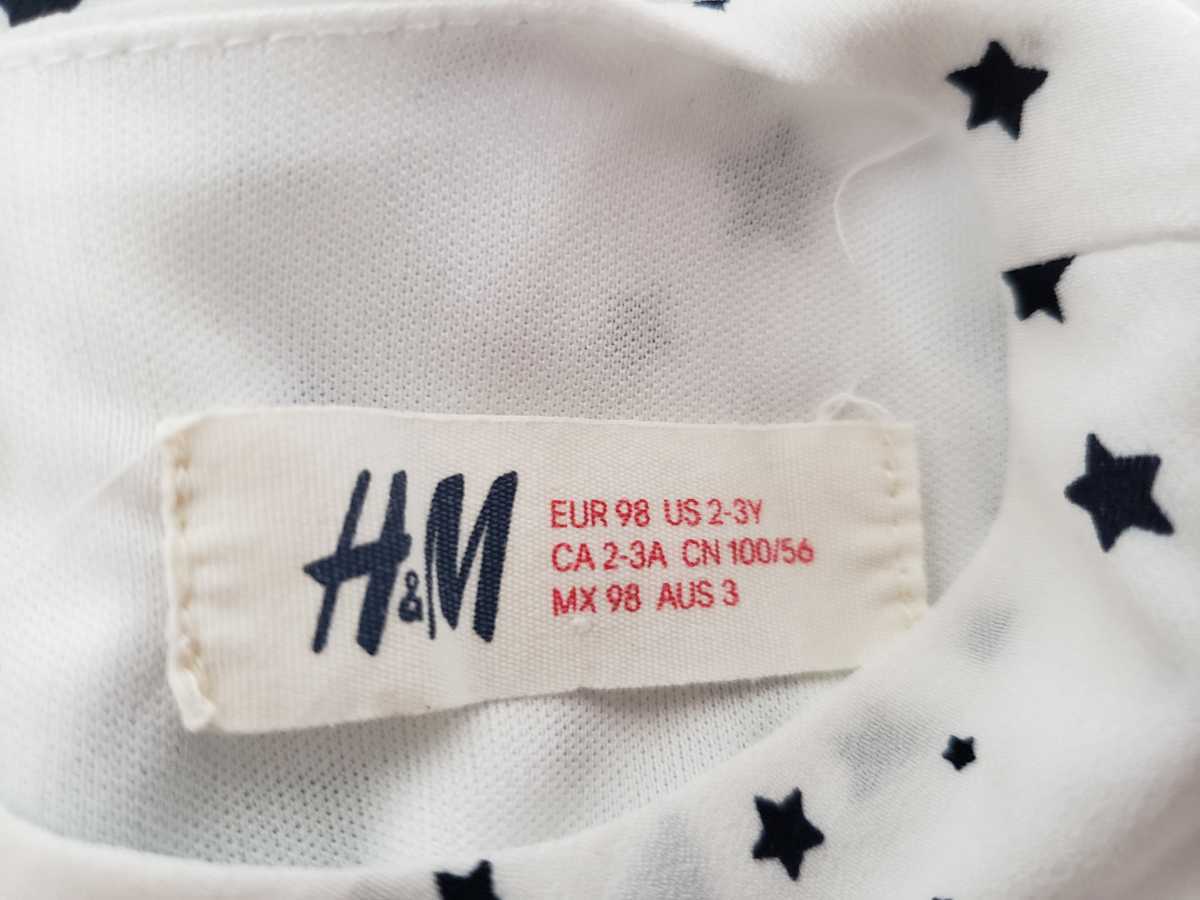 H&M
EUR 98 US 2-3Y
CA 2-3A CN 100/56
MX 98 AUS 3